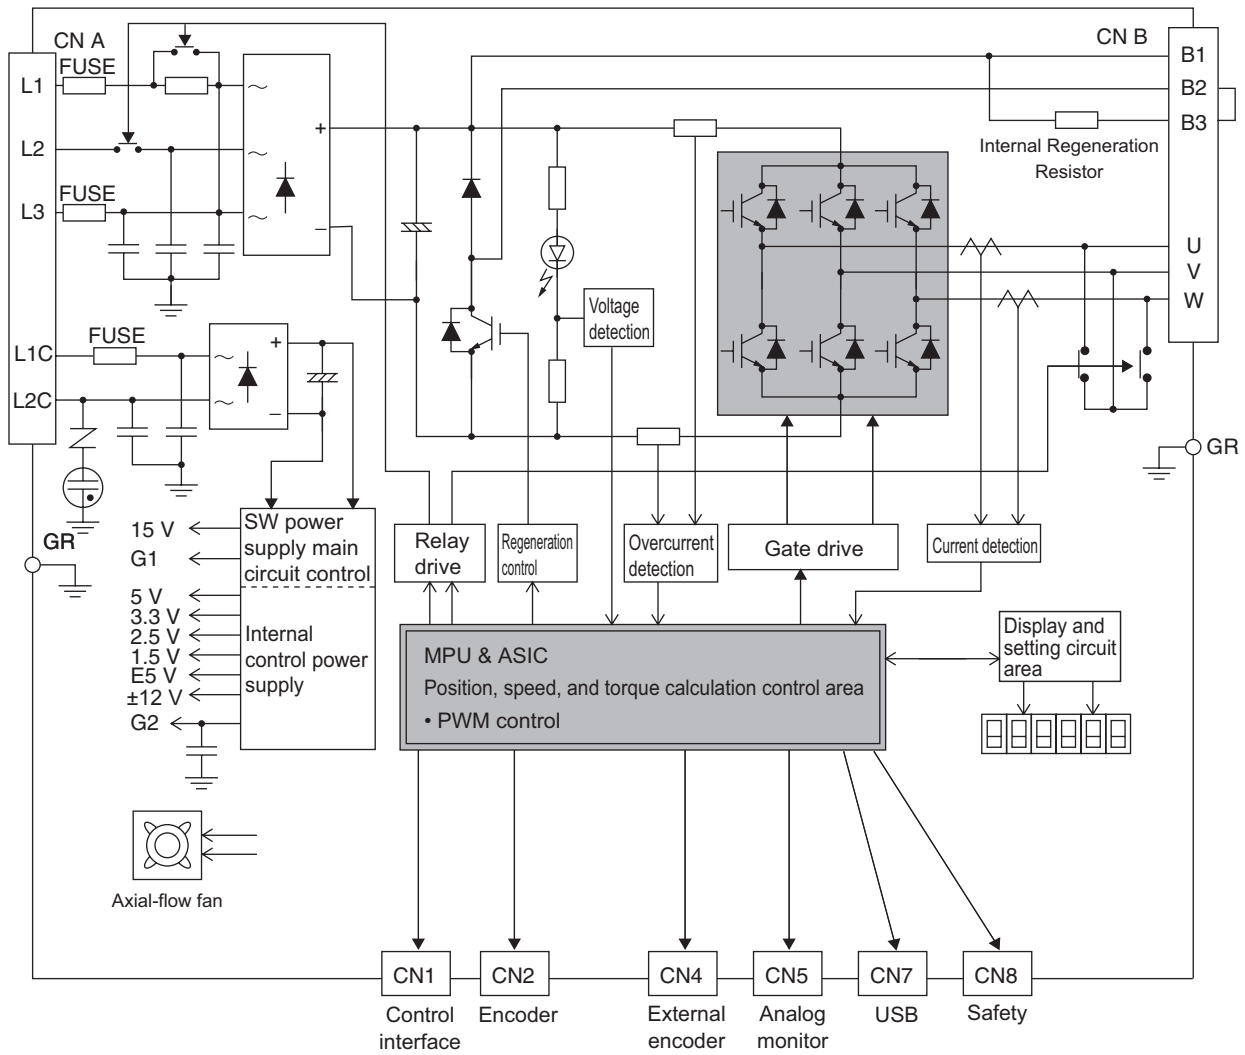 CN A
FUSE
L1
L2
FUSE
L3
FUSE
L1C
L2C
GR
CN B
B1
B2
B3
Internal Regeneration
Resistor
U
V
W
GR
+
−
+
−
Voltage
detection
15 V
G1
5 V
3.3 V
2.5 V
1.5 V
E5 V
±12 V
G2
SW power
supply main
circuit control
Internal
control power
supply
Relay
drive
Regeneration
control
Overcurrent
detection
Gate drive
Current detection
MPU & ASIC
Position, speed, and torque calculation control area
• PWM control
Display and
setting circuit
area
Axial-flow fan
CN1
CN2
CN4
CN5
CN7
CN8
Control
interface
Encoder
External
encoder
Analog
monitor
USB
Safety